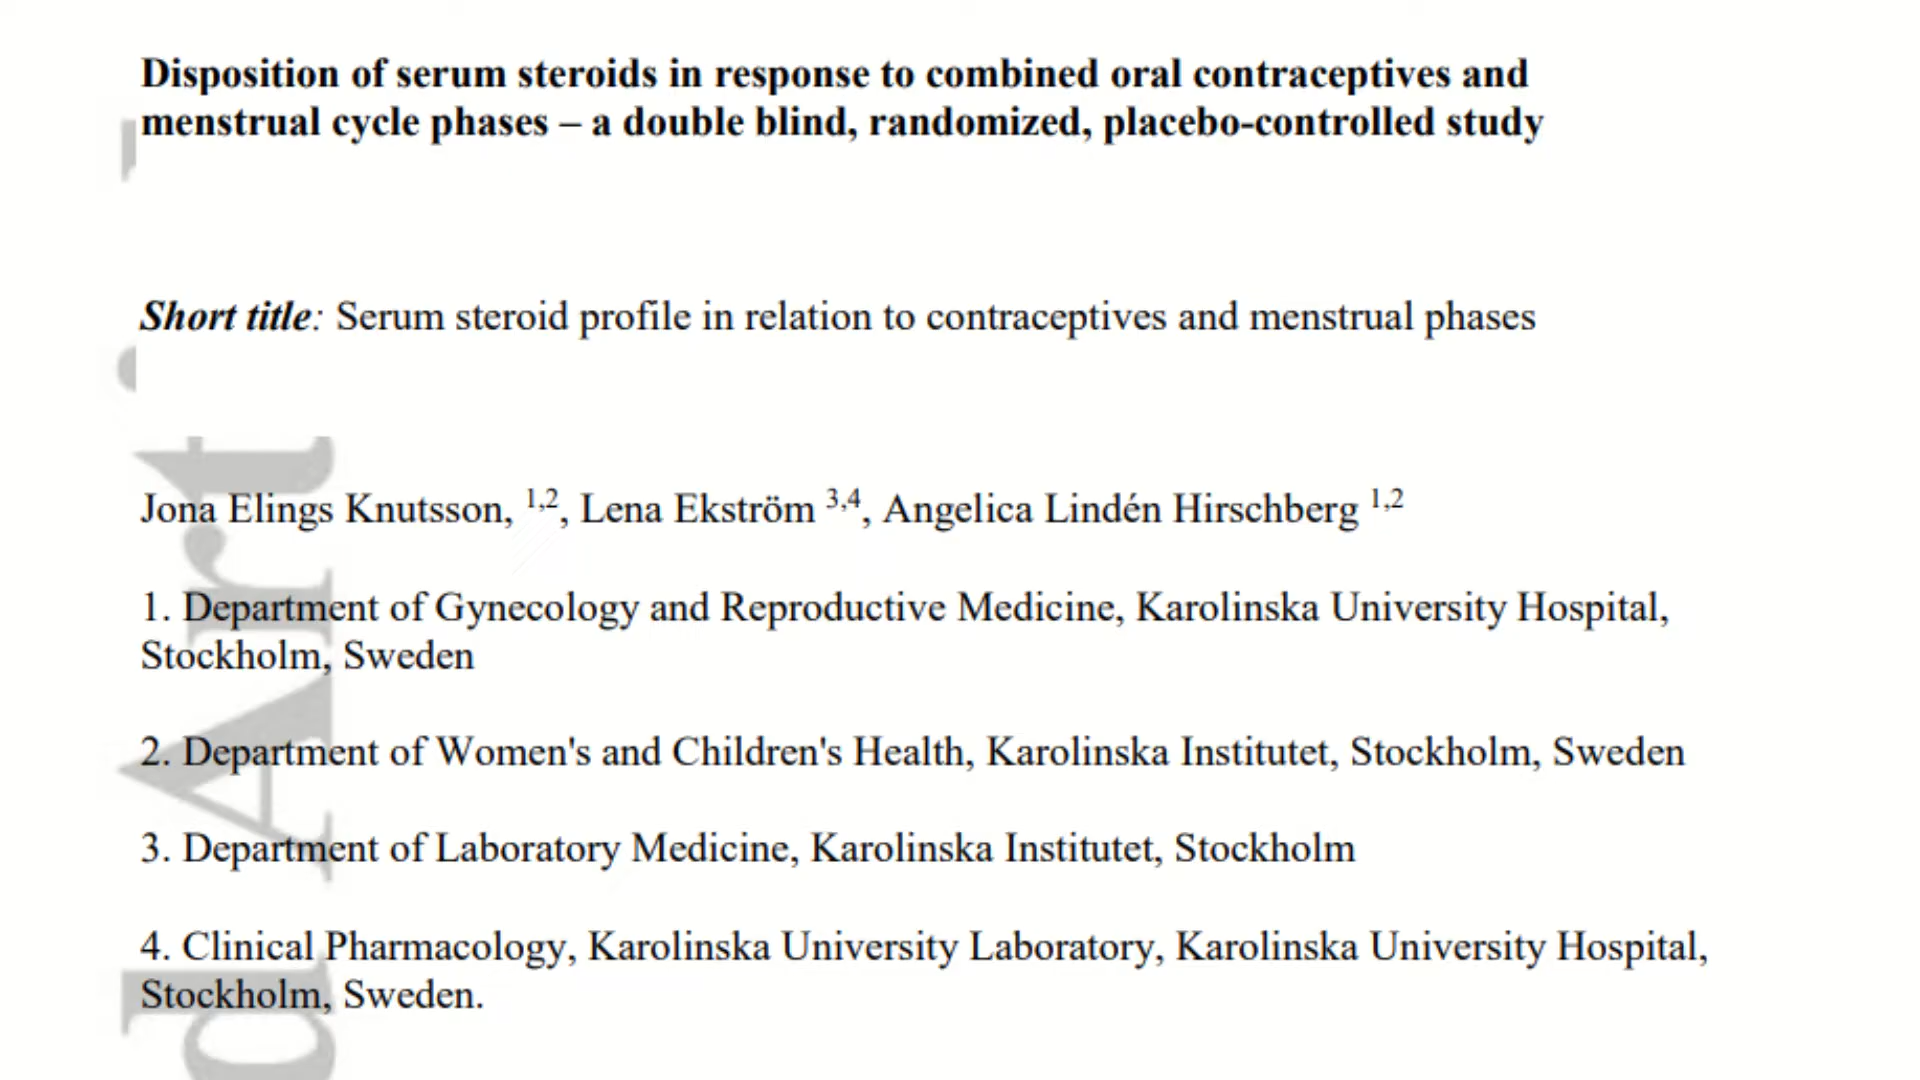 Disposition of serum steroids in response to combined oral contraceptives and
menstrual cycle phases – a double blind, randomized, placebo-controlled study
Short title: Serum steroid profile in relation to contraceptives and menstrual phases
Jona Elings Knutsson, 1,2, Lena Ekström 3,4, Angelica Lindén Hirschberg 1,2
1. Department of Gynecology and Reproductive Medicine, Karolinska University Hospital,
Stockholm, Sweden
2. Department of Women's and Children's Health, Karolinska Institutet, Stockholm, Sweden
3. Department of Laboratory Medicine, Karolinska Institutet, Stockholm
4. Clinical Pharmacology, Karolinska University Laboratory, Karolinska University Hospital,
Stockholm, Sweden.
d Art